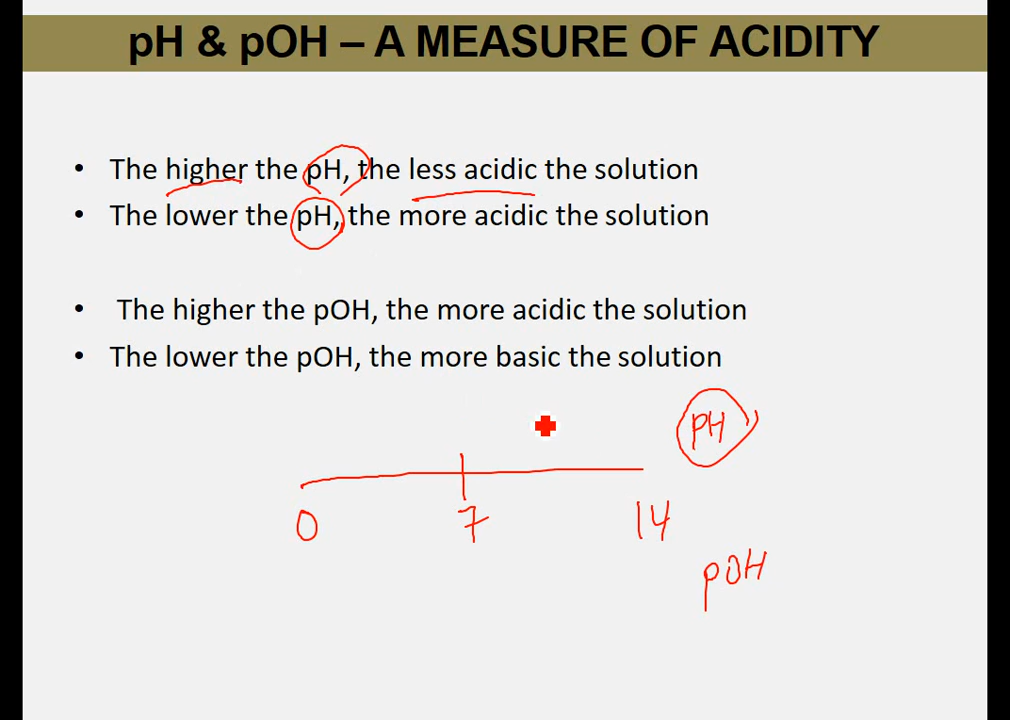 pH & pOH – A MEASURE OF ACIDITY
• The higher the pH, the less acidic the solution
• The lower the pH, the more acidic the solution
• The higher the pOH, the more acidic the solution
• The lower the pOH, the more basic the solution
PH
0 7 14
pOH